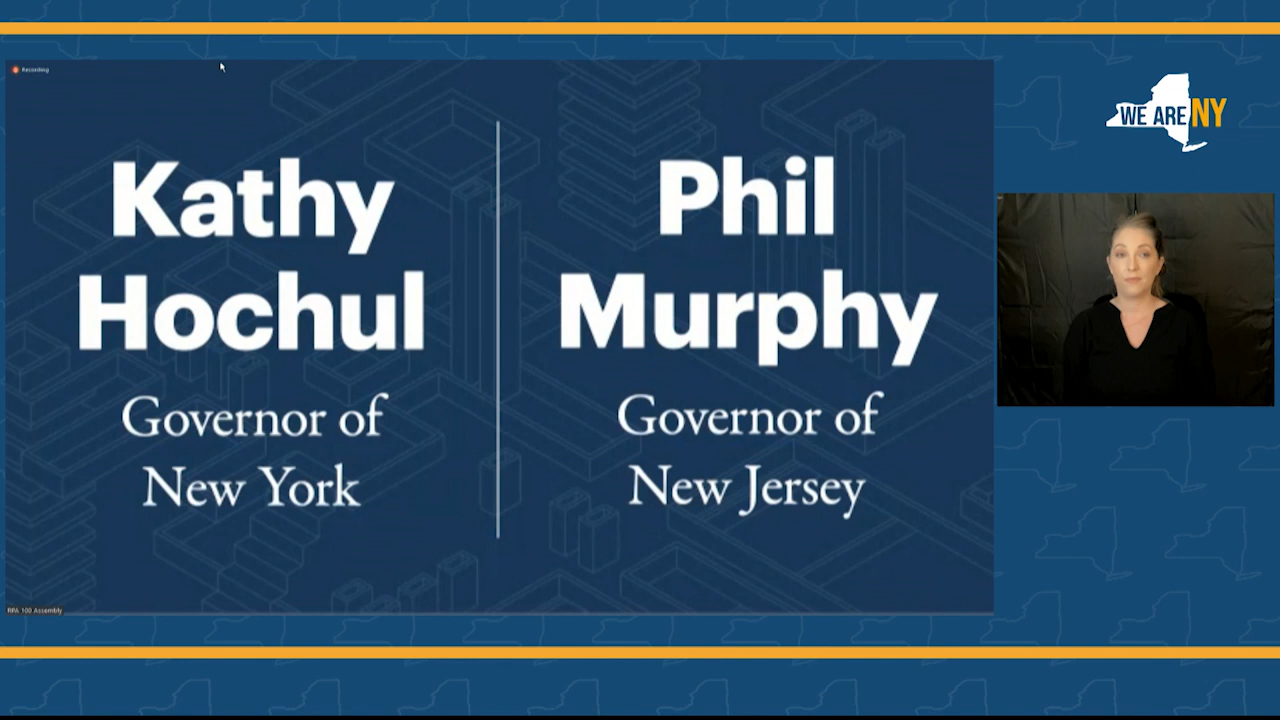 Recording
Kathy
Hochul
Governor of
New York
Phil
Murphy
Governor of
New Jersey
RPA 100 Assembly
WE ARE NY